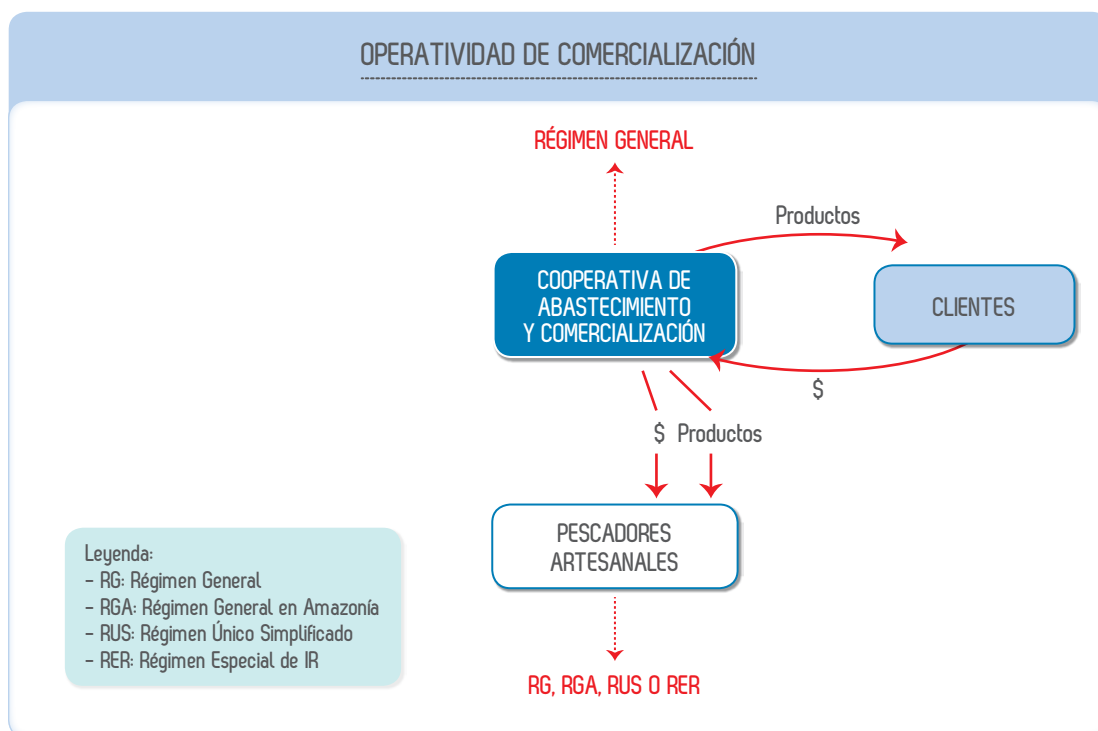 OPERATIVIDAD DE COMERCIALIZACIÓN
RÉGIMEN GENERAL
Productos
COOPERATIVA DE
ABASTECIMIENTO
Y COMERCIALIZACIÓN
CLIENTES
$
$ Productos
PESCADORES
ARTESANALES
Leyenda:
- RG: Régimen General
- RGA: Régimen General en Amazonía
- RUS: Régimen Único Simplificado
- RER: Régimen Especial de IR
RG, RGA, RUS O RER